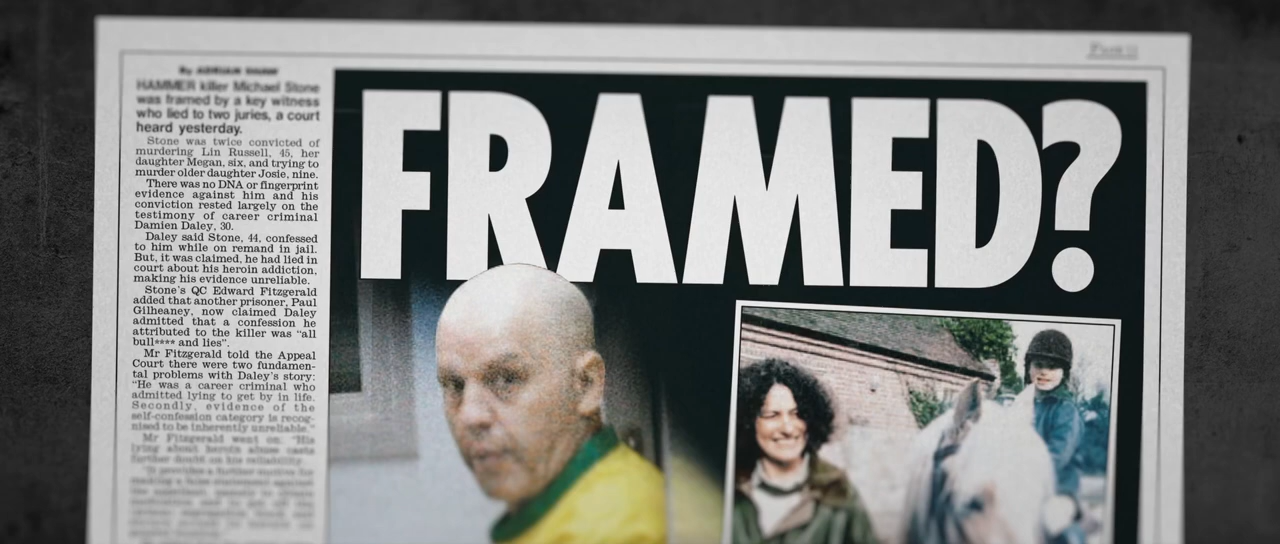 By ADRIAN SHAW
HAMMER killer Michael Stone
was framed by a key witness
who lied to two juries, a court
heard yesterday.
Stone was twice convicted of
murdering Lin Russell, 45, her
daughter Megan, six, and trying to
murder older daughter Josie, nine.
There was no DNA or fingerprint
evidence against him and his
conviction rested largely on the
testimony of career criminal
Damien Daley, 30.
Daley said Stone, 44, confessed
to him while on remand in jail.
But, it was claimed, he had lied in
court about his heroin addiction,
making his evidence unreliable.
Stone's QC Edward Fitzgerald
added that another prisoner, Paul
Gilheaney, now claimed Daley
admitted that a confession he
attributed to the killer was "all
bull**** and lies".
Mr Fitzgerald told the Appeal
Court there were two fundamen-
tal problems with Daley's story:
"He was a career criminal who
admitted lying to get by in life.
Secondly, evidence of the
self-confession category is recog-
nised to be inherently unreliable."
Mr Fitzgerald went on: "His
lying about heroin abuse casts
further doubt on his reliability.
"It provides a further motive for
making a false statement against
FRAMED?